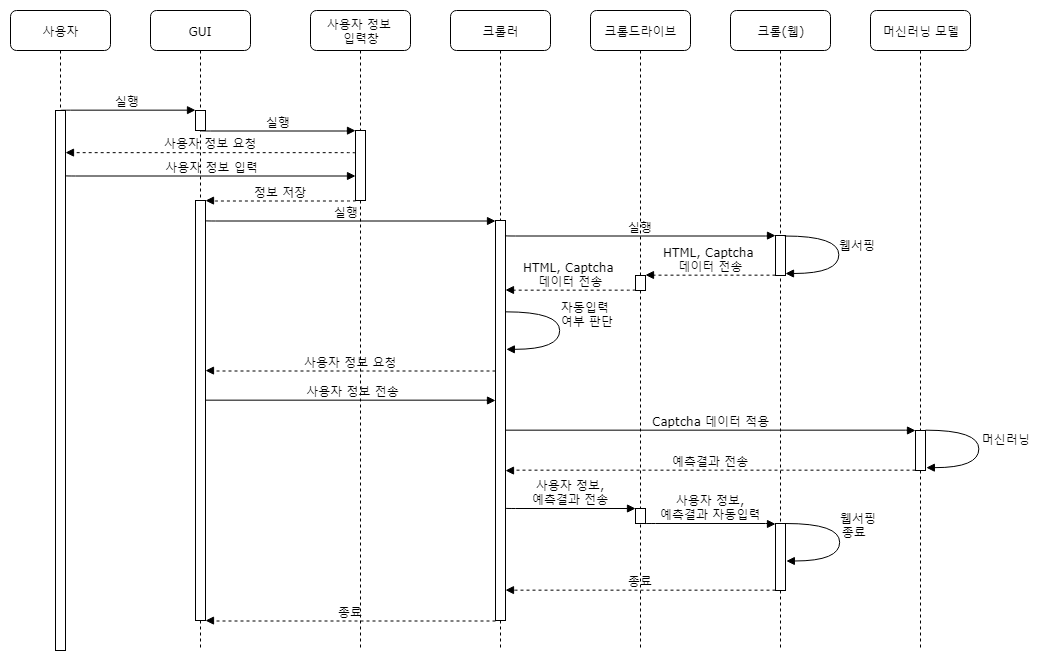 사용자
GUI
사용자 정보
입력창
크롤러
크롬드라이브
크롬(웹)
머신러닝 모델
실행
실행
사용자 정보 요청
사용자 정보 입력
정보 저장
실행
실행
웹서핑
HTML, Captcha
데이터 전송
HTML, Captcha
데이터 전송
자동입력
여부 판단
사용자 정보 요청
사용자 정보 전송
Captcha 데이터 적용
머신러닝
예측결과 전송
사용자 정보,
예측결과 전송
사용자 정보,
예측결과 자동입력
웹서핑
종료
종료
종료